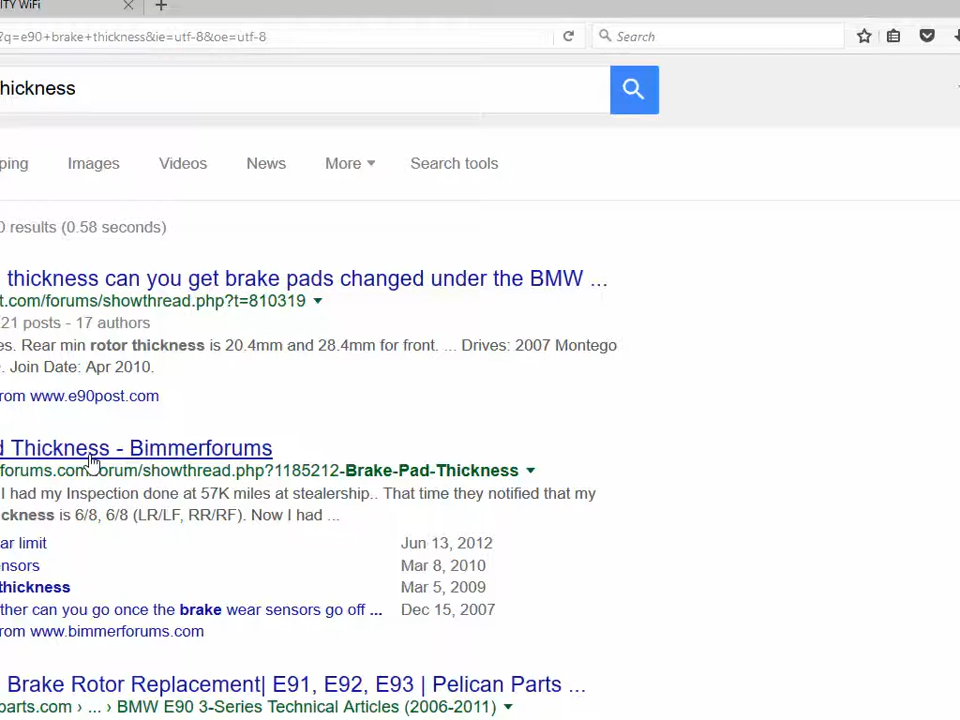 ITY WiFi
?q=e90+brake+thickness&ie=utf-8&oe=utf-8
Search
hickness
ping Images Videos News More Search tools
0 results (0.58 seconds)
thickness can you get brake pads changed under the BMW ...
t.com/forums/showthread.php?t=810319
21 posts - 17 authors
es. Rear min rotor thickness is 20.4mm and 28.4mm for front. ... Drives: 2007 Montego
. Join Date: Apr 2010.
rom www.e90post.com
d Thickness - Bimmerforums
forums.com/forum/showthread.php?1185212-Brake-Pad-Thickness
I had my Inspection done at 57K miles at stealership.. That time they notified that my
ckness is 6/8, 6/8 (LR/LF, RR/RF). Now I had ...
ar limit Jun 13, 2012
ensors Mar 8, 2010
thickness Mar 5, 2009
ther can you go once the brake wear sensors go off ... Dec 15, 2007
rom www.bimmerforums.com
Brake Rotor Replacement| E91, E92, E93 | Pelican Parts ...
parts.com › ... › BMW E90 3-Series Technical Articles (2006-2011)